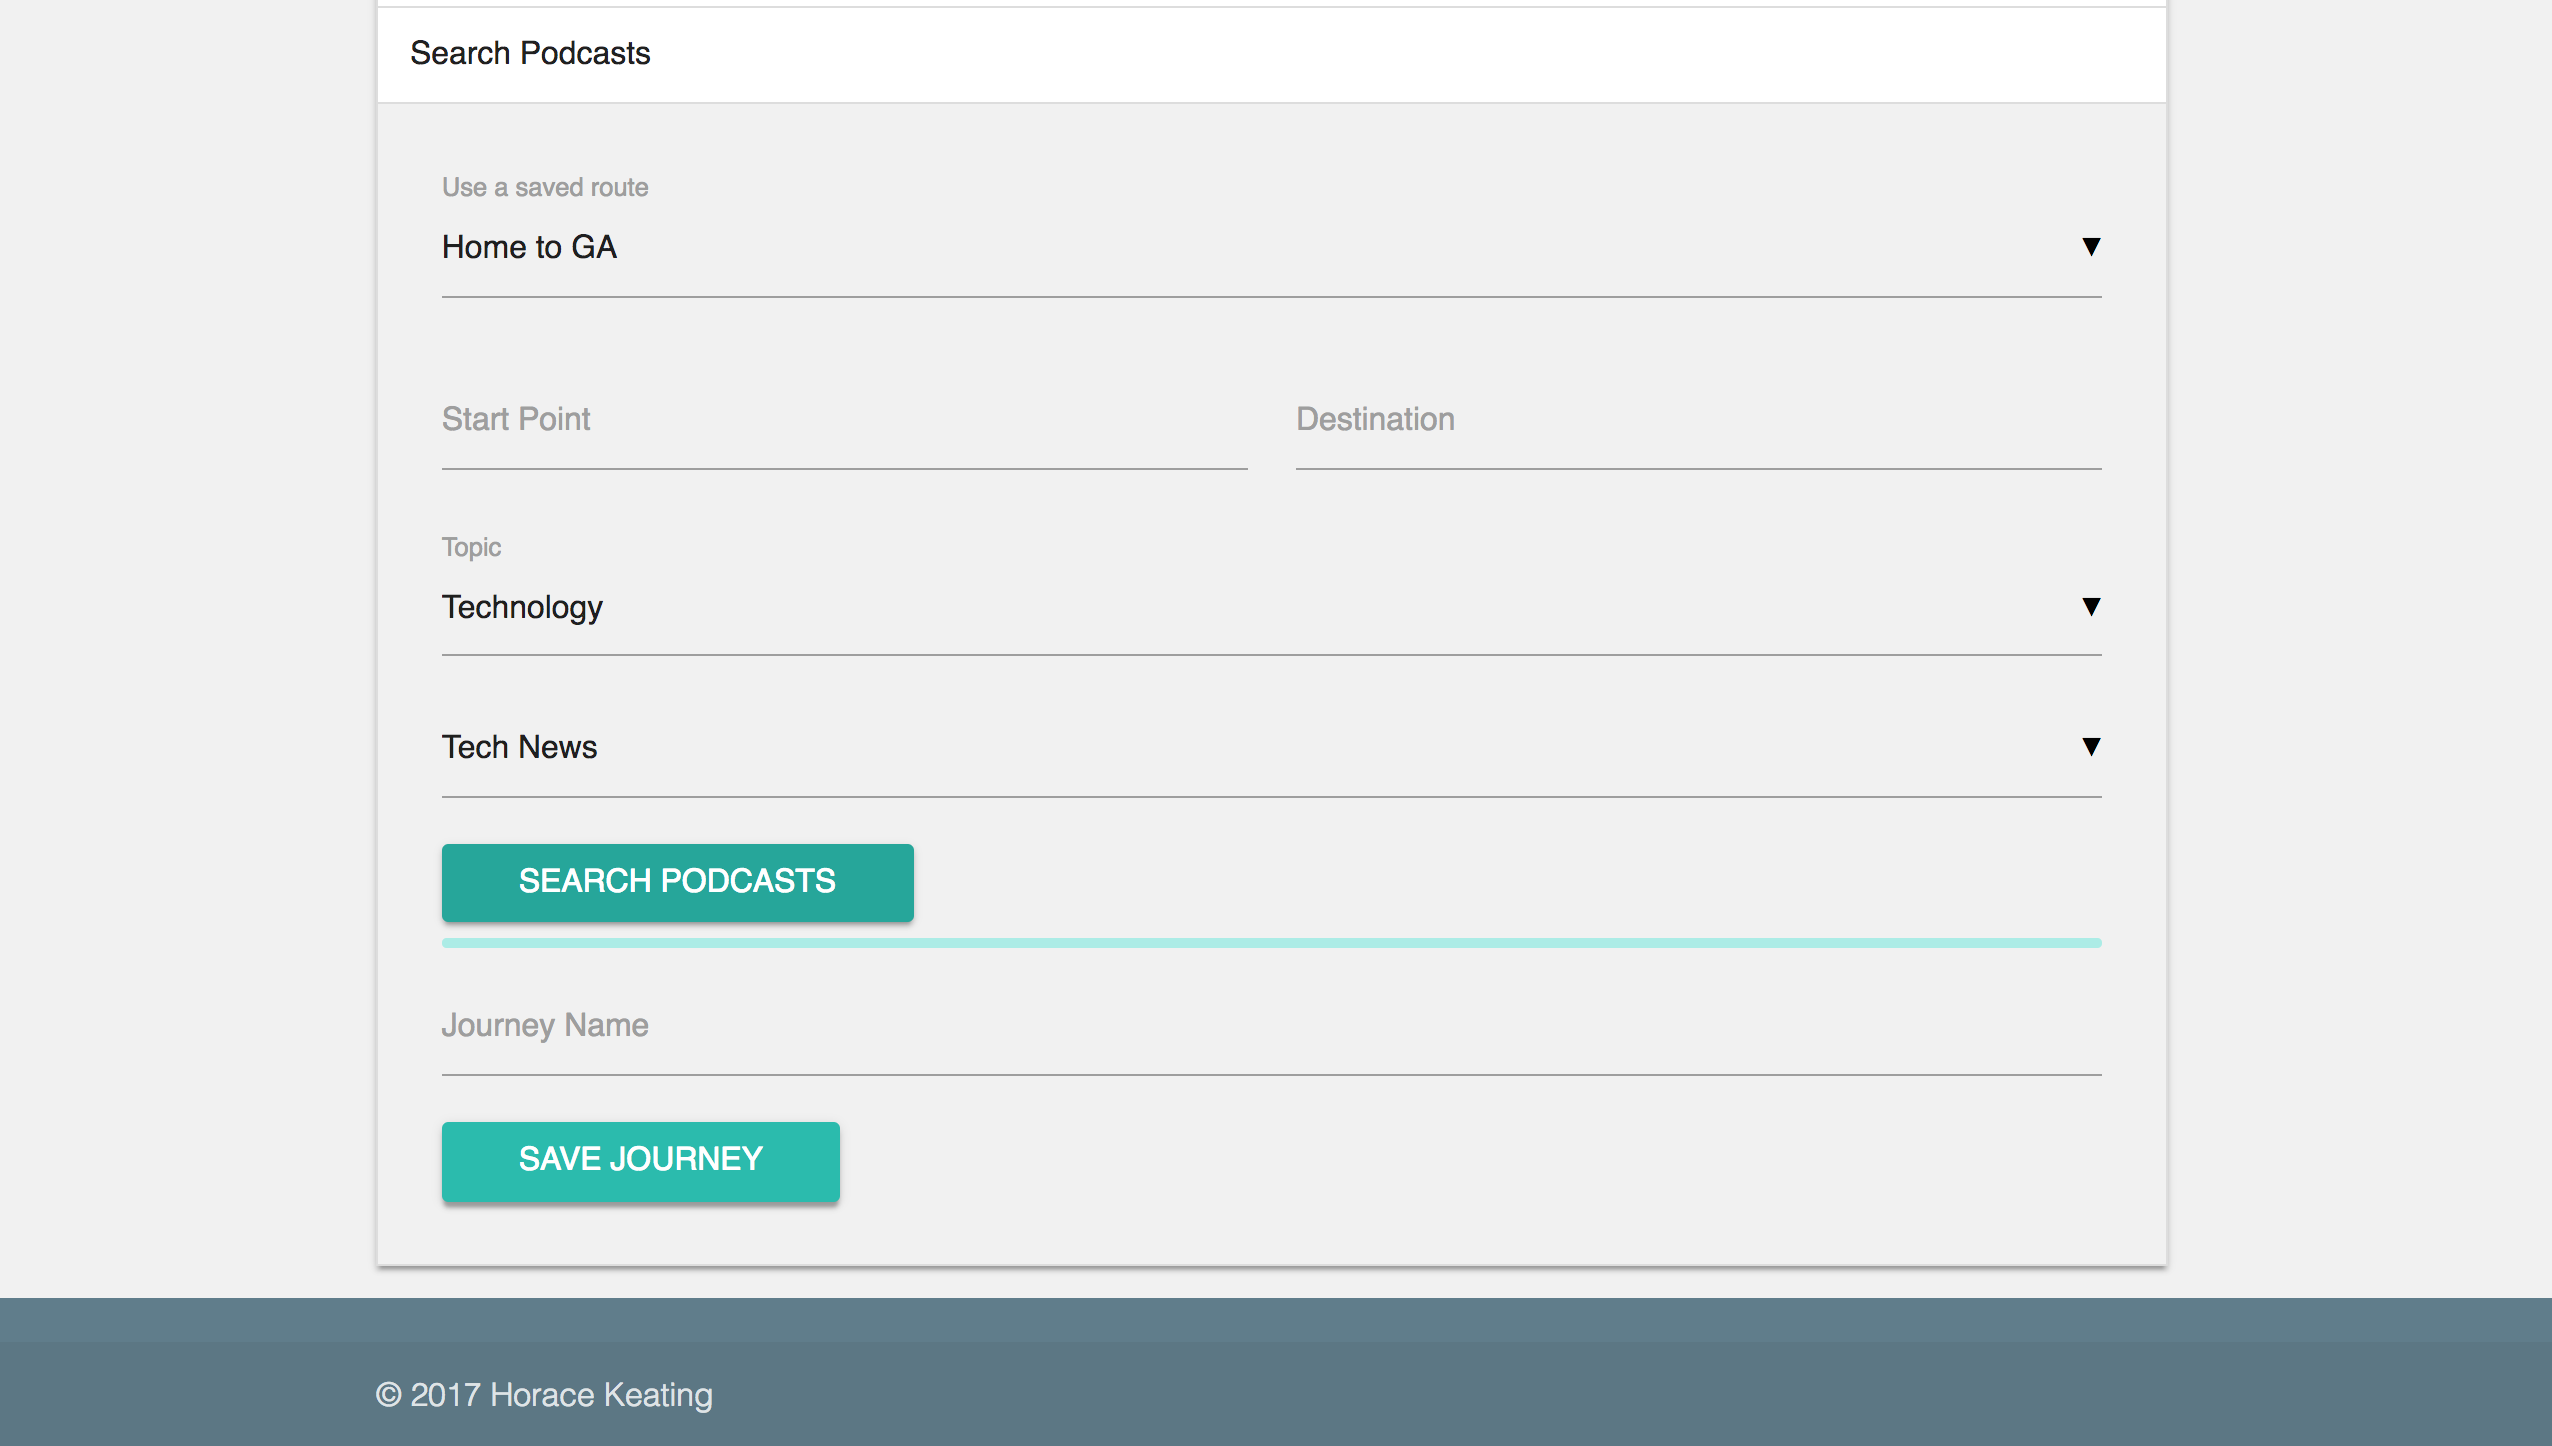 Search Podcasts
Use a saved route
Home to GA
Start Point
Destination
Topic
Technology
Tech News
SEARCH PODCASTS
Journey Name
SAVE JOURNEY
© 2017 Horace Keating